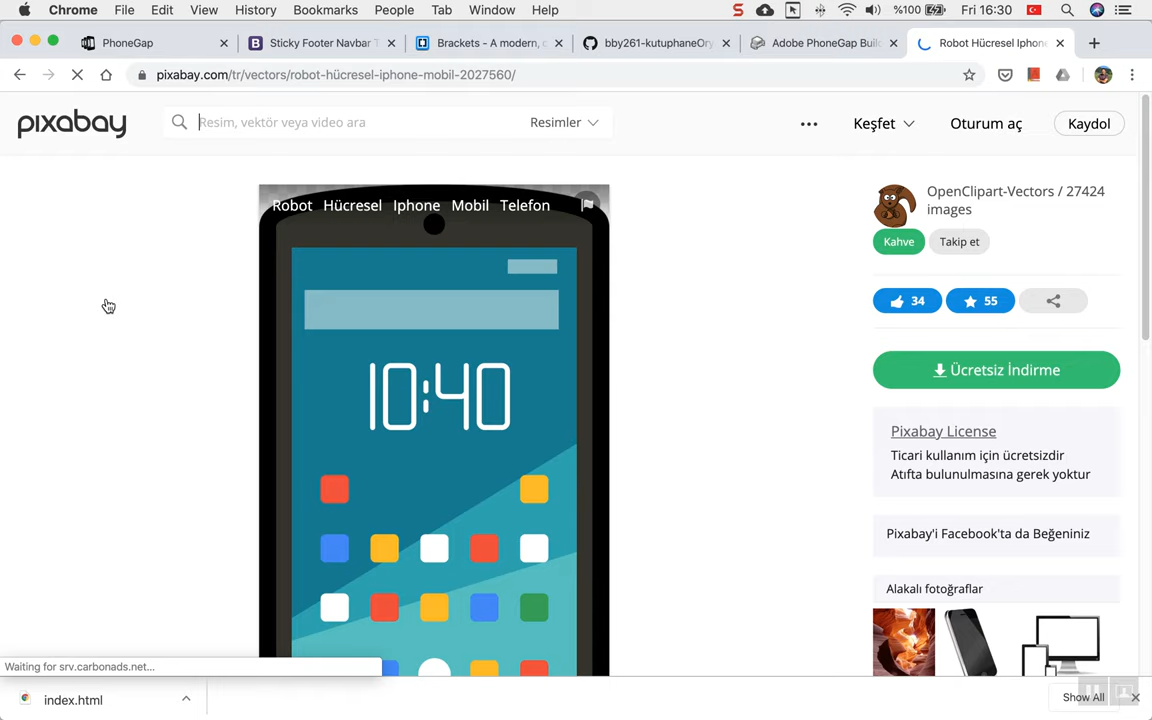 Chrome File Edit View History Bookmarks People Tab Window Help
%100 Fri 16:30
PhoneGap
Sticky Footer Navbar T
Brackets - A modern, c
bby261-kutuphaneOry
Adobe PhoneGap Buil
Robot Hücresel Iphone
pixabay.com/tr/vectors/robot-hücresel-iphone-mobil-2027560/
pixabay
Resim, vektör veya video ara
Resimler
Keşfet
Oturum aç
Kaydol
Robot Hücresel Iphone Mobil Telefon
10:40
OpenClipart-Vectors / 27424
images
Kahve
Takip et
34
55
Ücretsiz İndirme
Pixabay License
Ticari kullanım için ücretsizdir
Atıfta bulunulmasına gerek yoktur
Pixabay'i Facebook'ta da Beğeniniz
Alakalı fotoğraflar
Waiting for srv.carbonads.net...
index.html
Show All